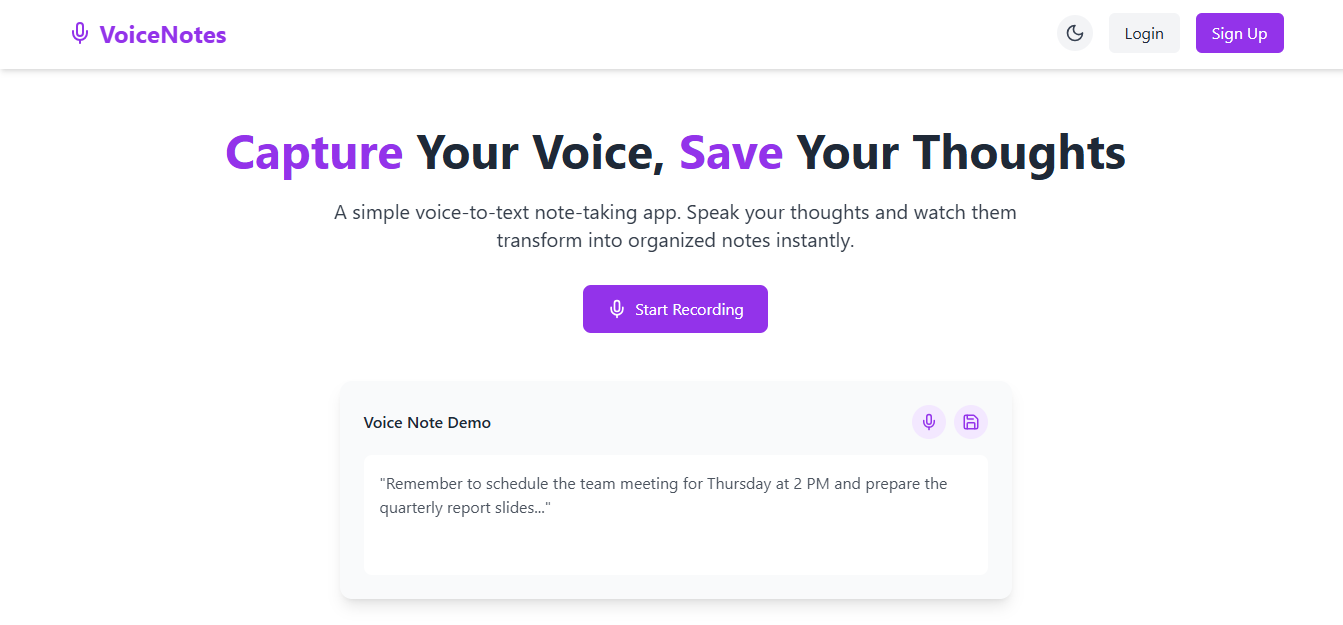 VoiceNotes
Login
Sign Up
Capture Your Voice, Save Your Thoughts
A simple voice-to-text note-taking app. Speak your thoughts and watch them
transform into organized notes instantly.
Start Recording
Voice Note Demo
"Remember to schedule the team meeting for Thursday at 2 PM and prepare the
quarterly report slides..."